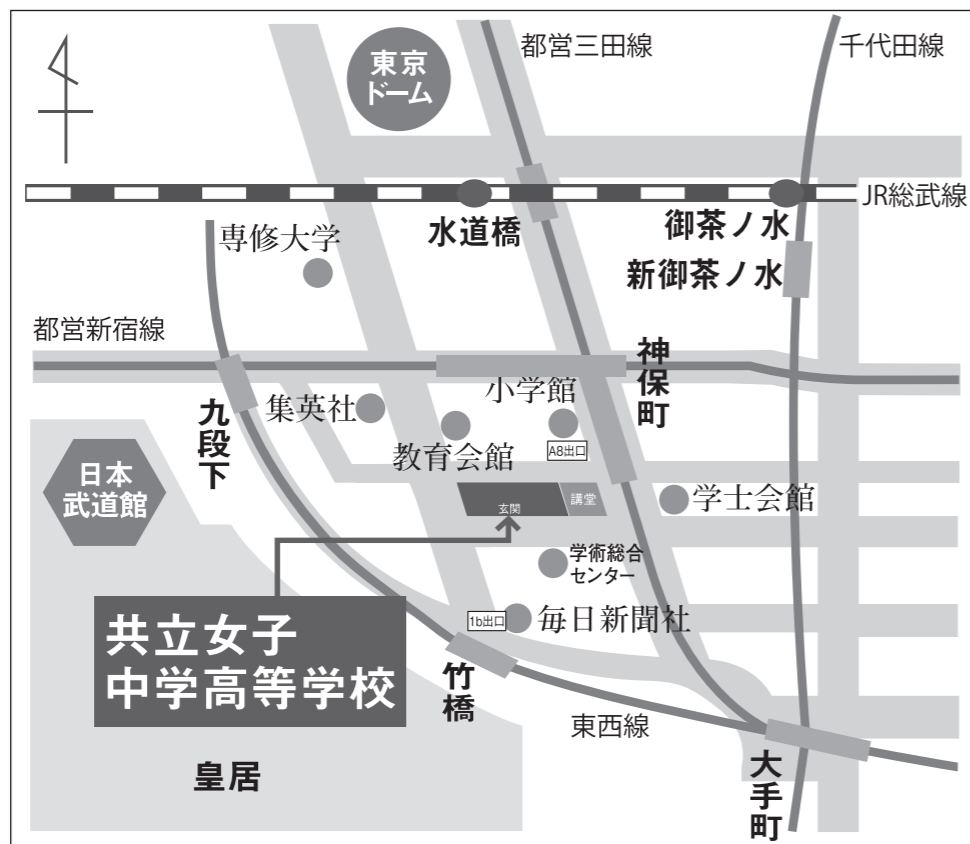 都営三田線
千代田線
東京
ドーム
JR総武線
水道橋
御茶ノ水
専修大学
新御茶ノ水
都営新宿線
神保町
小学館
集英社
九段下
教育会館
A8出口
日本
武道館
講堂
玄関
学士会館
学術総合
センター
1b出口
毎日新聞社
共立女子
中学高等学校
竹橋
東西線
皇居
大手町